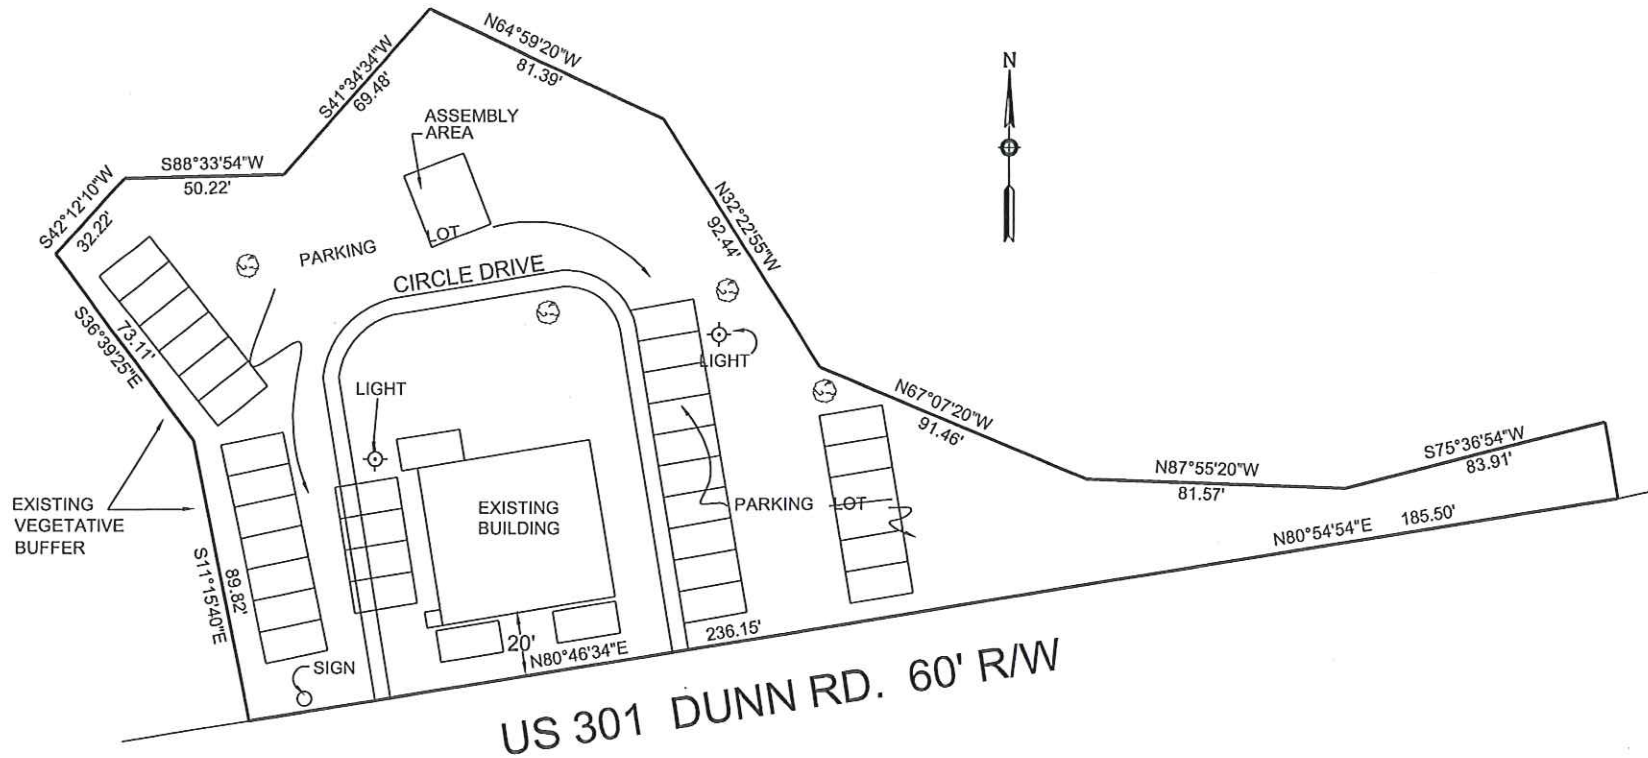 N64°59'20"W
81.39'
N
S41°34'34"W
69.48'
ASSEMBLY
AREA
S88°33'54"W
50.22'
S42°12'10"W
32.22'
N32°22'55"W
92.44'
LOT
PARKING
CIRCLE DRIVE
73.11'
S36°39'25"E
LIGHT
LIGHT
N67°07'20"W
91.46'
S75°36'54"W
83.91'
N87°55'20"W
81.57'
EXISTING
VEGETATIVE
BUFFER
EXISTING
BUILDING
PARKING LOT
N80°54'54"E 185.50'
89.82'
S11°15'40"E
236.15'
20'
N80°46'34"E
SIGN
US 301 DUNN RD. 60' R/W